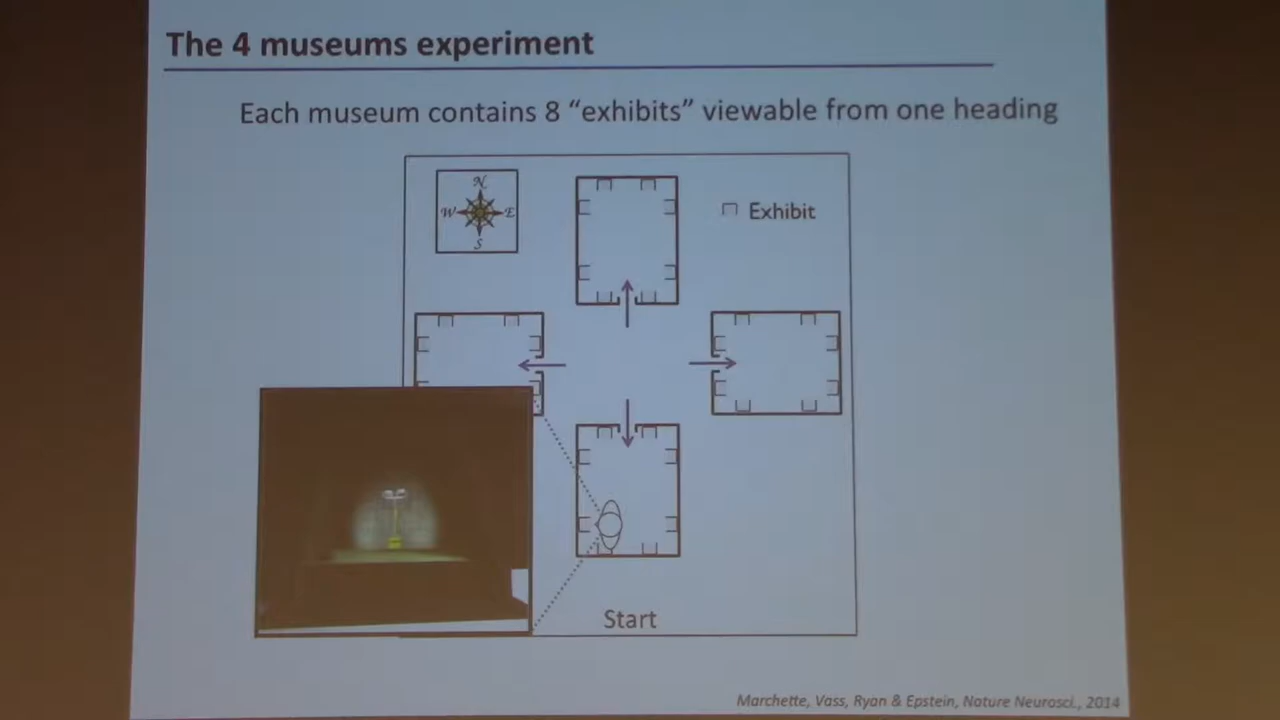 The 4 museums experiment
Each museum contains 8 “exhibits” viewable from one heading
N
W E
S
Exhibit
Start
Marchette, Vass, Ryan & Epstein, Nature Neurosci., 2014